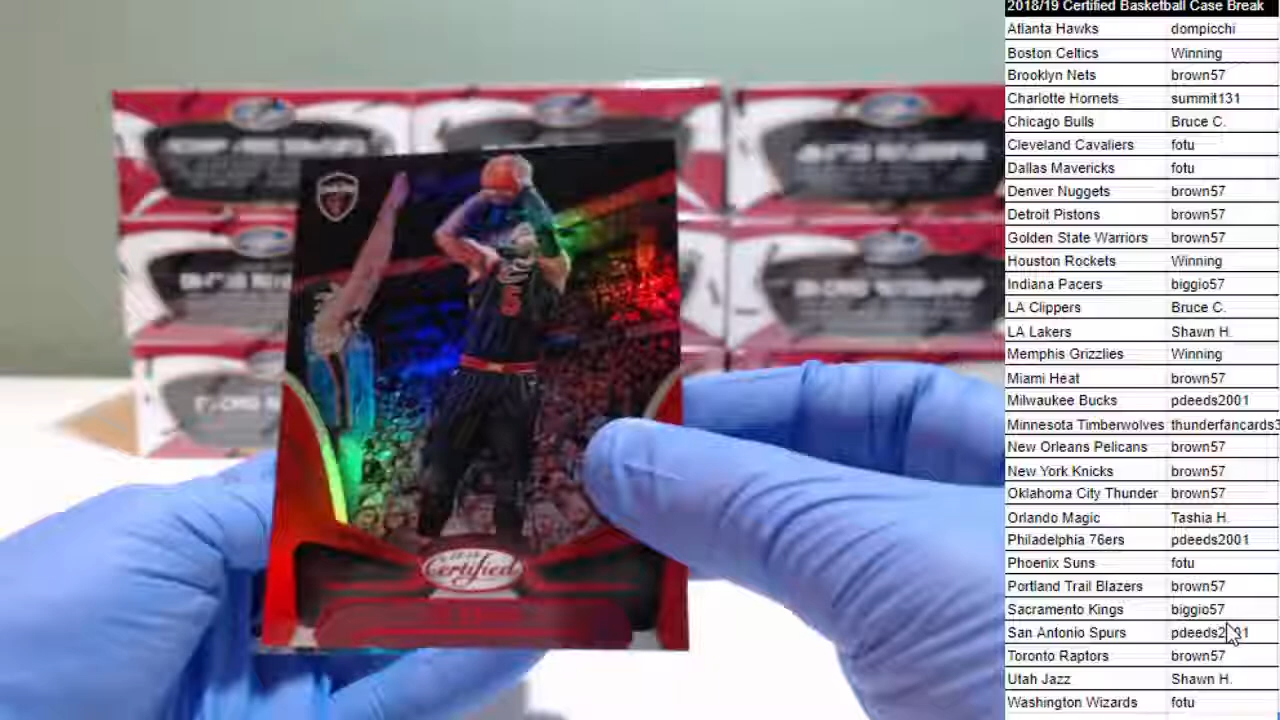 2018/19 Certified Basketball Case Break
Atlanta Hawks dompicchi
Boston Celtics Winning
Brooklyn Nets brown57
Charlotte Hornets summit131
Chicago Bulls Bruce C.
Cleveland Cavaliers fotu
Dallas Mavericks fotu
Denver Nuggets brown57
Detroit Pistons brown57
Golden State Warriors brown57
Houston Rockets Winning
Indiana Pacers biggio57
LA Clippers Bruce C.
LA Lakers Shawn H.
Memphis Grizzlies Winning
Miami Heat brown57
Milwaukee Bucks pdeeds2001
Minnesota Timberwolves thunderfancards3
New Orleans Pelicans brown57
New York Knicks brown57
Oklahoma City Thunder brown57
Orlando Magic Tashia H.
Philadelphia 76ers pdeeds2001
Phoenix Suns fotu
Portland Trail Blazers brown57
Sacramento Kings biggio57
San Antonio Spurs pdeeds2001
Toronto Raptors brown57
Utah Jazz Shawn H.
Washington Wizards fotu
5
Certified